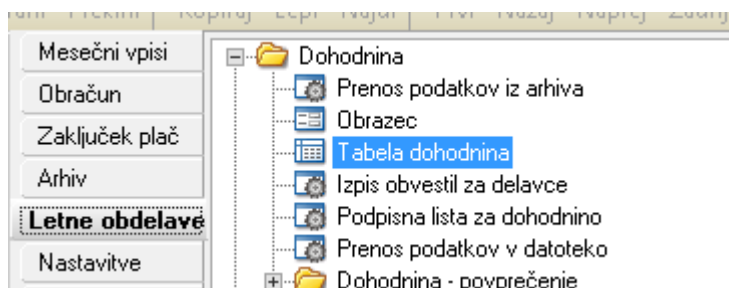 Mesečni vpisi
Obračun
Zaključek plač
Arhiv
Letne obdelave
Nastavitve
Dohodnina
Prenos podatkov iz arhiva
Obrazec
Tabela dohodnina
Izpis obvestil za delavce
Podpisna lista za dohodnino
Prenos podatkov v datoteko
Dohodnina - povprečenje